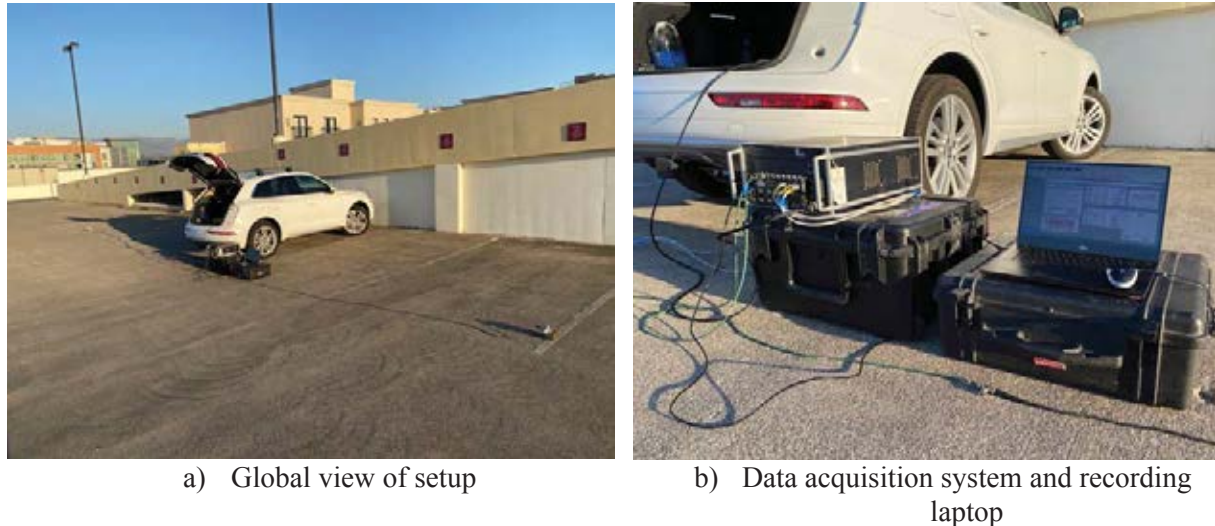 a) Global view of setup
b) Data acquisition system and recording
laptop